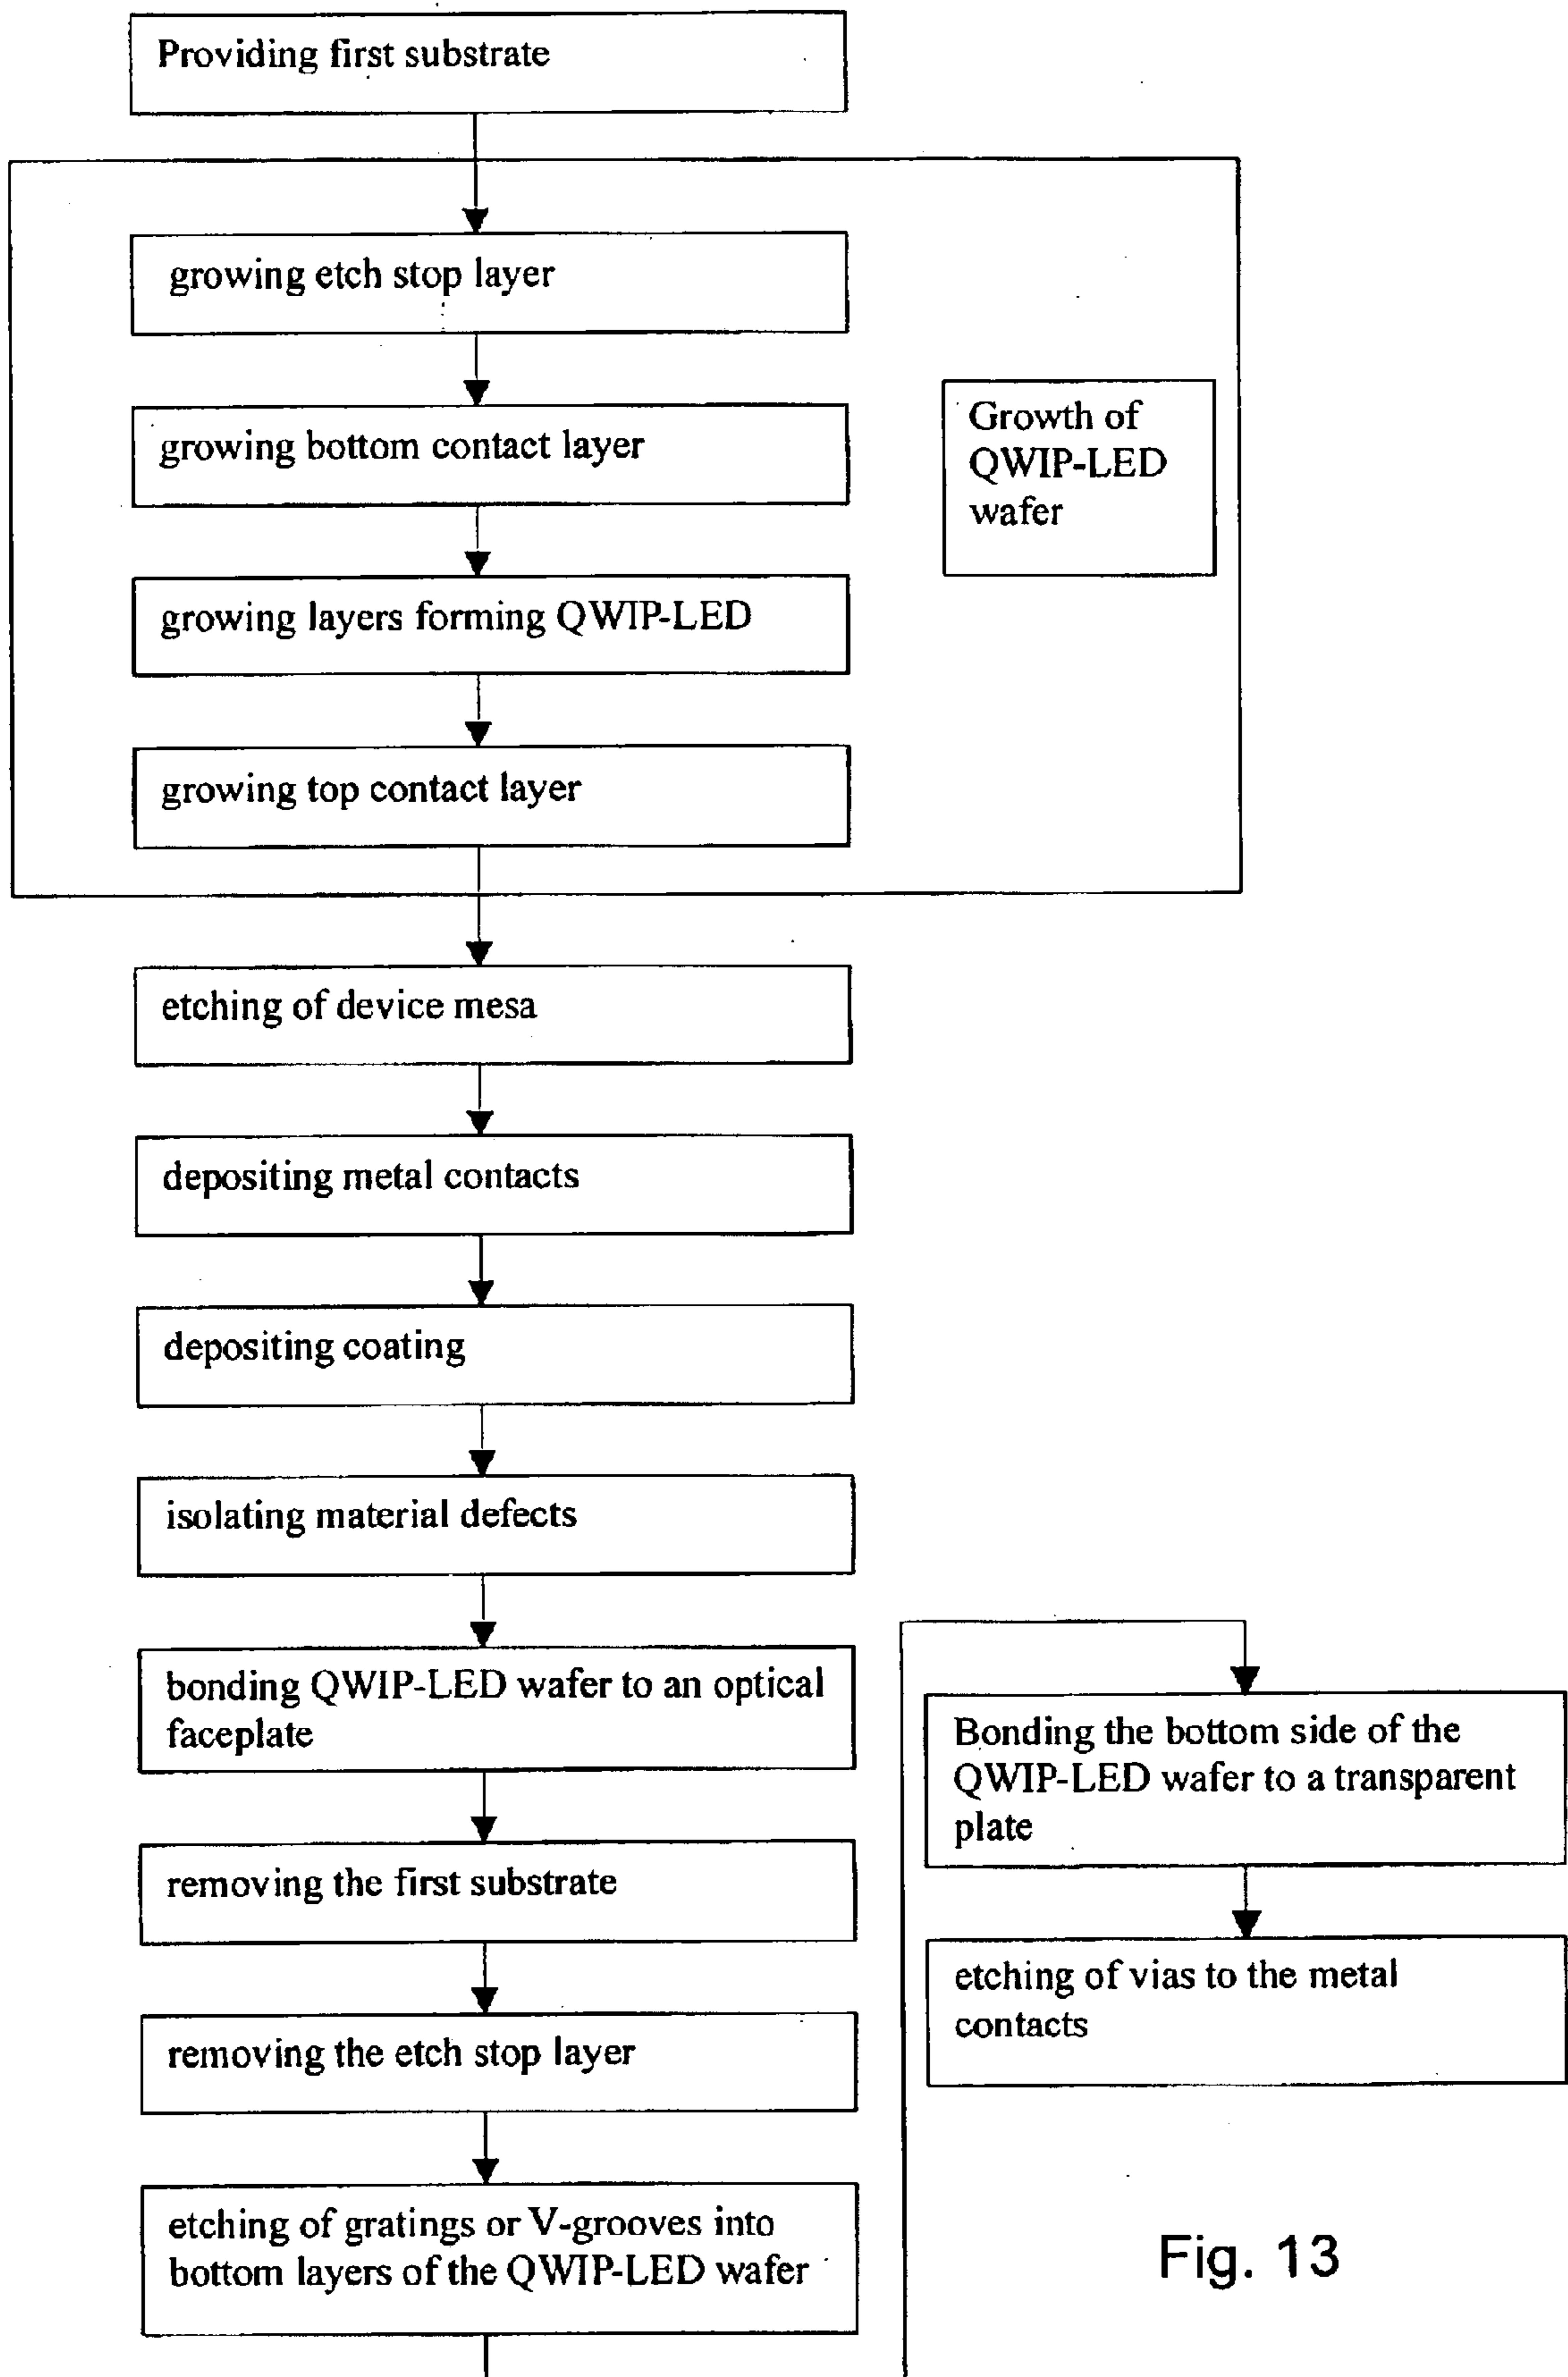 Providing first substrate
growing etch stop layer
growing bottom contact layer
Growth of
QWIP-LED
wafer
growing layers forming QWIP-LED
growing top contact layer
etching of device mesa
depositing metal contacts
depositing coating
isolating material defects
bonding QWIP-LED wafer to an optical
faceplate
removing the first substrate
removing the etch stop layer
etching of gratings or V-grooves into
bottom layers of the QWIP-LED wafer
Bonding the bottom side of the
QWIP-LED wafer to a transparent
plate
etching of vias to the metal
contacts
Fig. 13